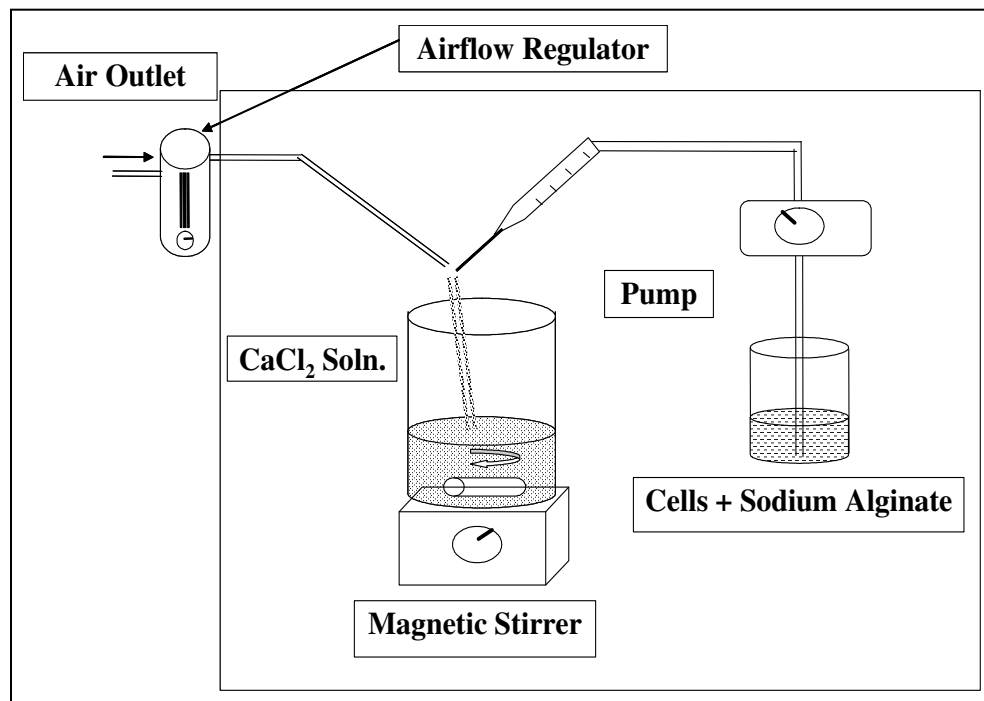 Airflow Regulator
Air Outlet
Pump
CaCl₂ Soln.
Cells + Sodium Alginate
Magnetic Stirrer